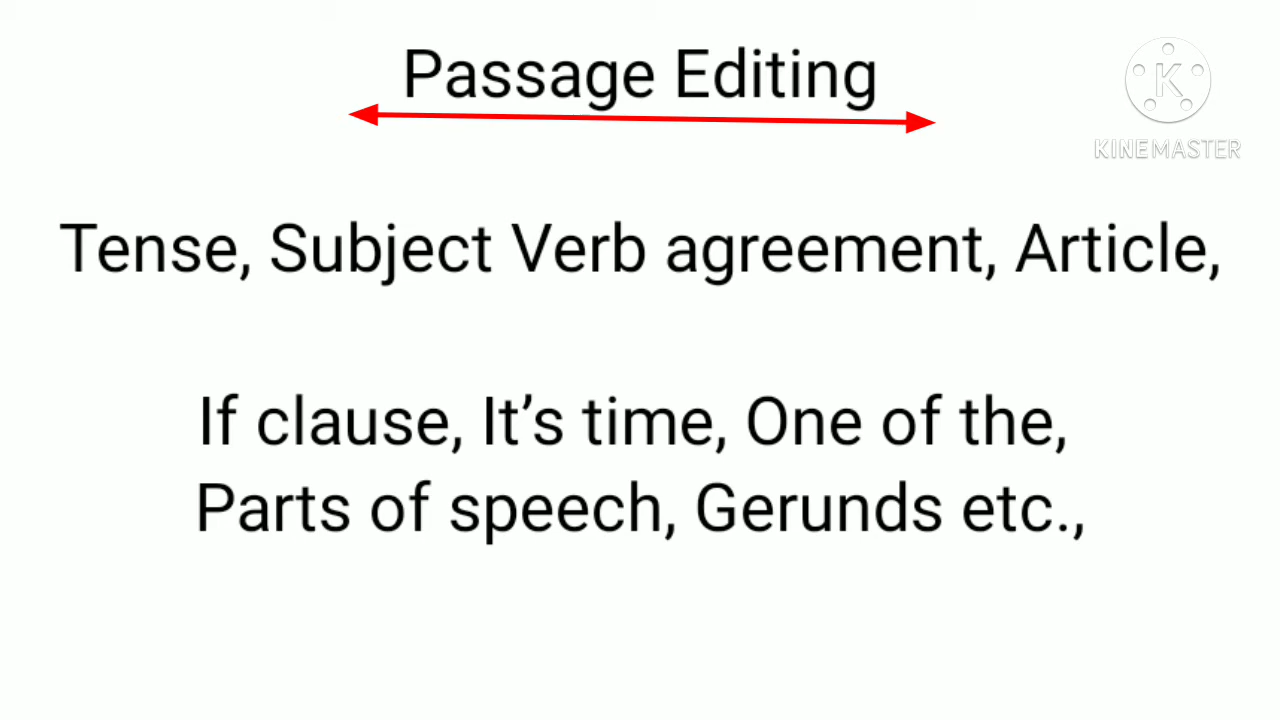 Passage Editing
K
KINEMASTER
Tense, Subject Verb agreement, Article,
If clause, It’s time, One of the,
Parts of speech, Gerunds etc.,